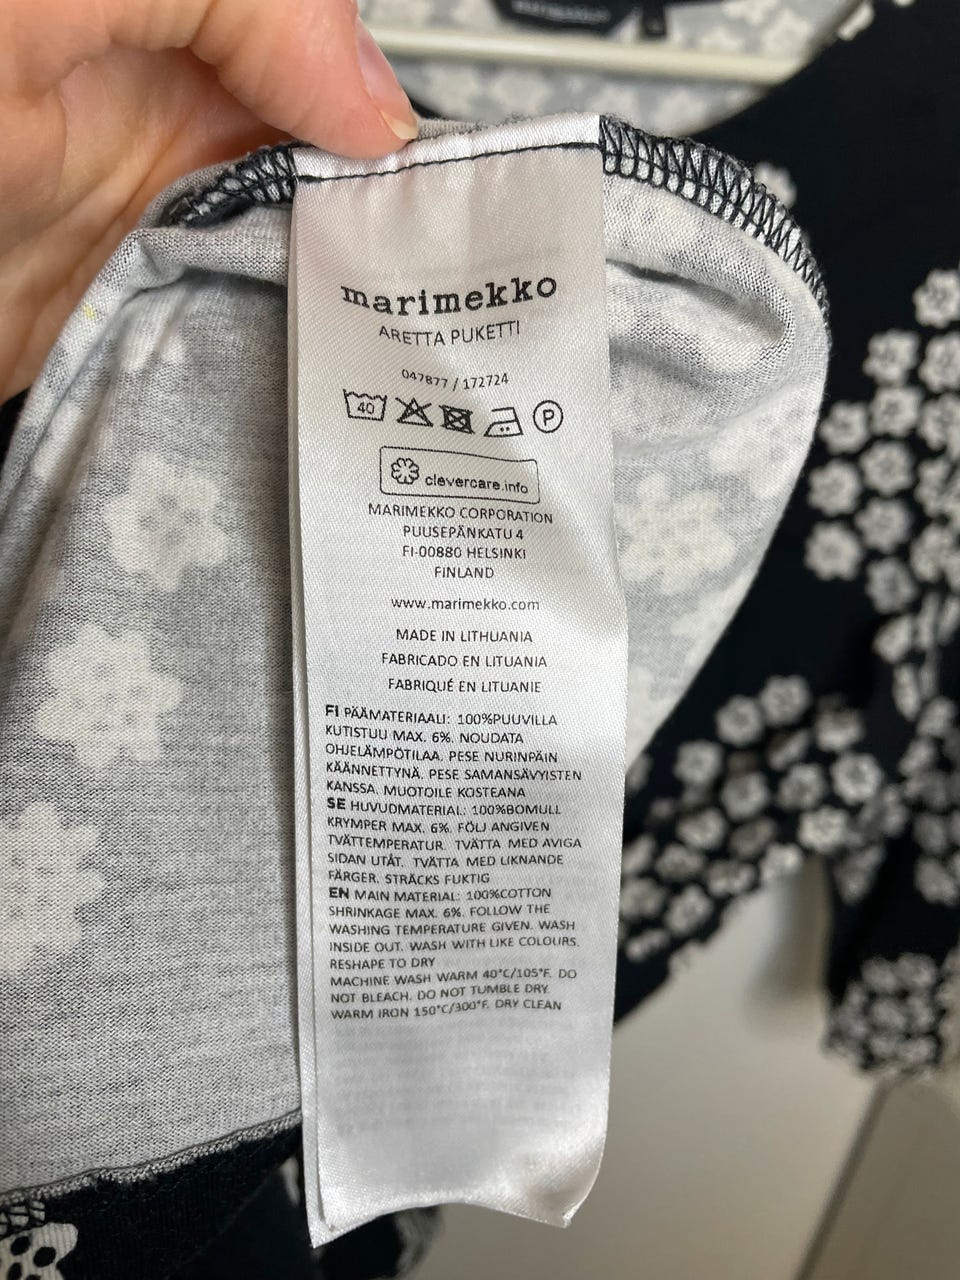 marimekko
ARETTA PUKETTI
047877 / 172724
40 P
clevercare.info
MARIMEKKO CORPORATION
PUUSEPÄNKATU 4
FI-00880 HELSINKI
FINLAND
www.marimekko.com
MADE IN LITHUANIA
FABRICADO EN LITUANIA
FABRIQUÉ EN LITUANIE
FI PÄÄMATERIAALI: 100%PUUVILLA
KUTISTUU MAX. 6%. NOUDATA
OHJELÄMPÖTILAA. PESE NURINPÄIN
KÄÄNNETTYNÄ. PESE SAMANSÄVYISTEN
KANSSA. MUOTOILE KOSTEANA
SE HUVUDMATERIAL: 100%BOMULL
KRYMPER MAX. 6%. FÖLJ ANGIVEN
TVÄTTEMPERATUR. TVÄTTA MED AVIGA
SIDAN UTÅT. TVÄTTA MED LIKNANDE
FÄRGER. STRÄCKS FUKTIG
EN MAIN MATERIAL: 100%COTTON
SHRINKAGE MAX. 6%. FOLLOW THE
WASHING TEMPERATURE GIVEN. WASH
INSIDE OUT. WASH WITH LIKE COLOURS.
RESHAPE TO DRY
MACHINE WASH WARM 40°C/105°F. DO
NOT BLEACH. DO NOT TUMBLE DRY.
WARM IRON 150°C/300°F. DRY CLEAN